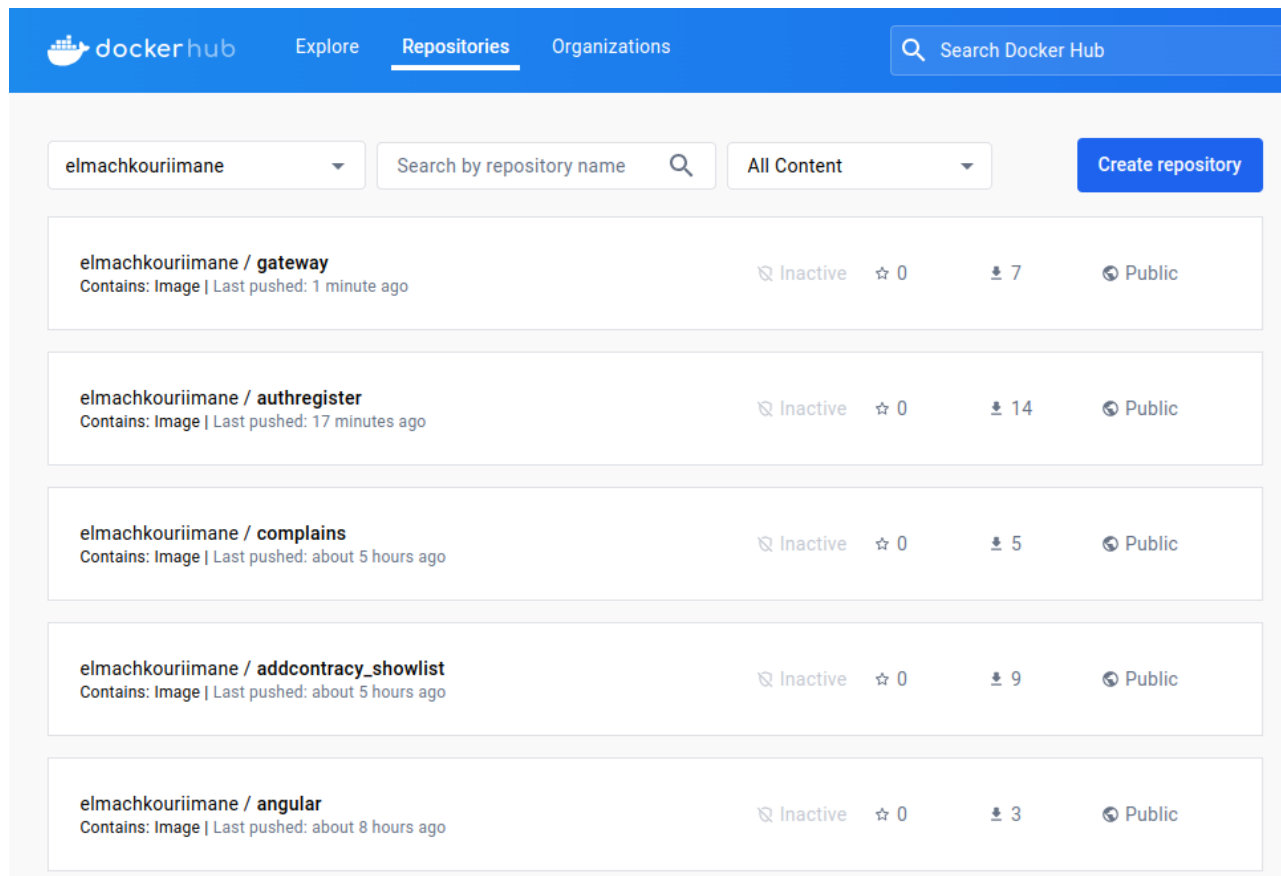 dockerhub Explore Repositories Organizations Search Docker Hub
elmachkouriimane Search by repository name All Content Create repository
elmachkouriimane / gateway
Contains: Image | Last pushed: 1 minute ago
Inactive 0 7 Public
elmachkouriimane / authregister
Contains: Image | Last pushed: 17 minutes ago
Inactive 0 14 Public
elmachkouriimane / complains
Contains: Image | Last pushed: about 5 hours ago
Inactive 0 5 Public
elmachkouriimane / addcontracy_showlist
Contains: Image | Last pushed: about 5 hours ago
Inactive 0 9 Public
elmachkouriimane / angular
Contains: Image | Last pushed: about 8 hours ago
Inactive 0 3 Public